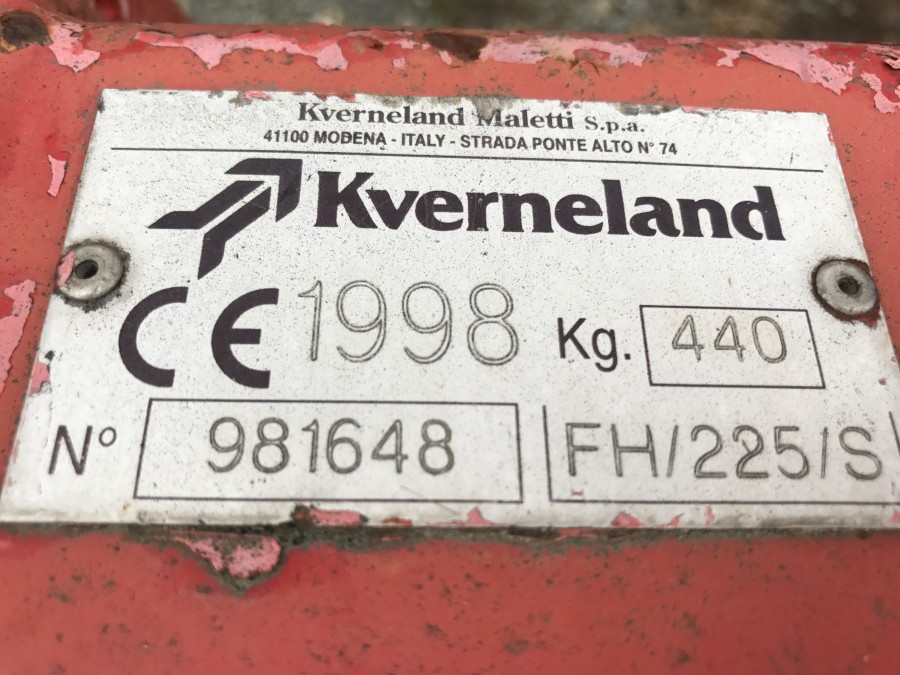 Kverneland Maletti S.p.a.
41100 MODENA - ITALY - STRADA PONTE ALTO N° 74
Kverneland
CE 1998 Kg. 440
N° 981648 FH/225/S